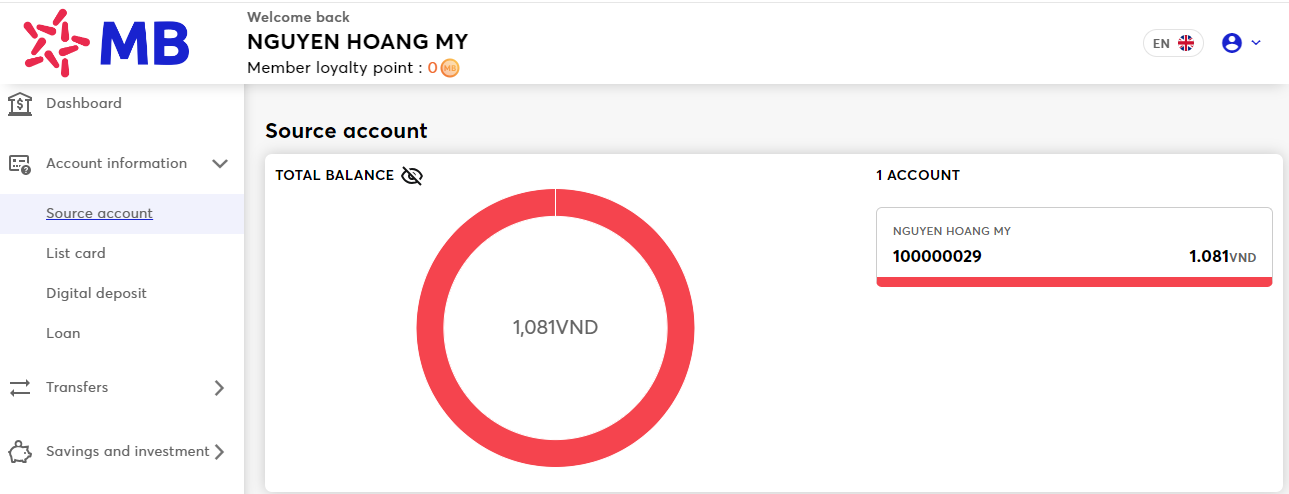 MB
Welcome back
NGUYEN HOANG MY
Member loyalty point : 0 MB
EN
Dashboard
Account information
Source account
List card
Digital deposit
Loan
Transfers
Savings and investment
Source account
TOTAL BALANCE
1,081VND
1 ACCOUNT
NGUYEN HOANG MY
100000029 1.081VND